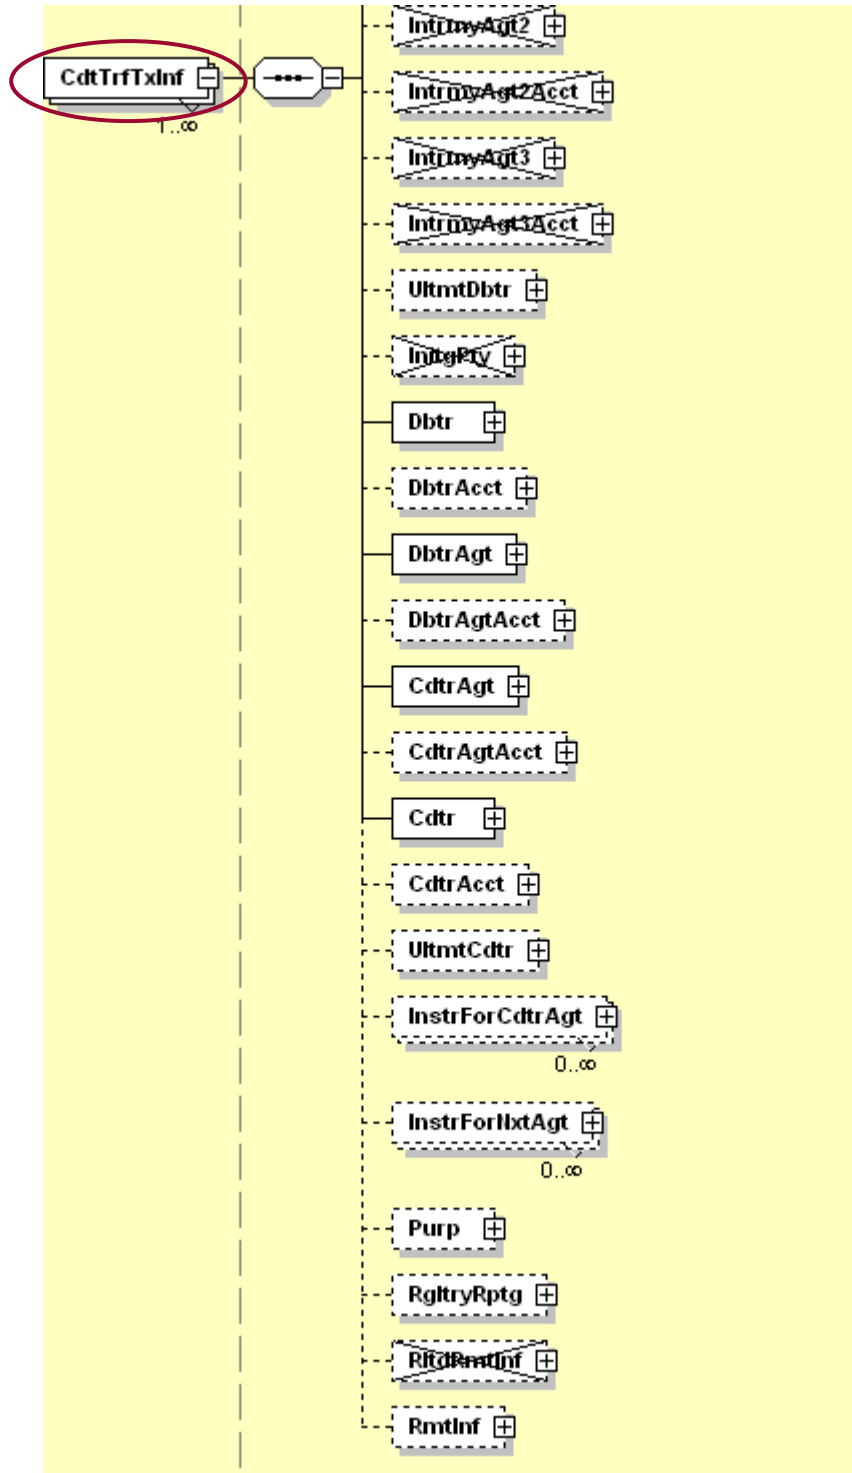 IntrmyAgt2
CdtTrfTxInf
1..∞
IntrmyAgt2Acct
IntrmyAgt3
IntrmyAgt3Acct
UltmtDbtr
InitgPty
Dbtr
DbtrAcct
DbtrAgt
DbtrAgtAcct
CdtrAgt
CdtrAgtAcct
Cdtr
CdtrAcct
UltmtCdtr
InstrForCdtrAgt
0..∞
InstrForNxtAgt
0..∞
Purp
RgltryRptg
RltdRmtInf
RmtInf